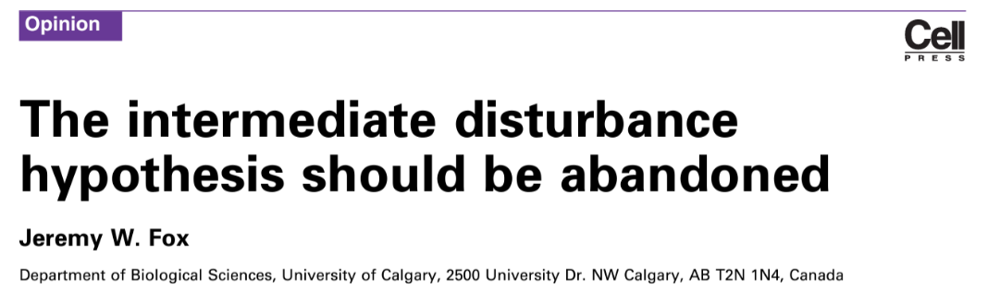 Opinion
Cell
PRESS
The intermediate disturbance
hypothesis should be abandoned
Jeremy W. Fox
Department of Biological Sciences, University of Calgary, 2500 University Dr. NW Calgary, AB T2N 1N4, Canada